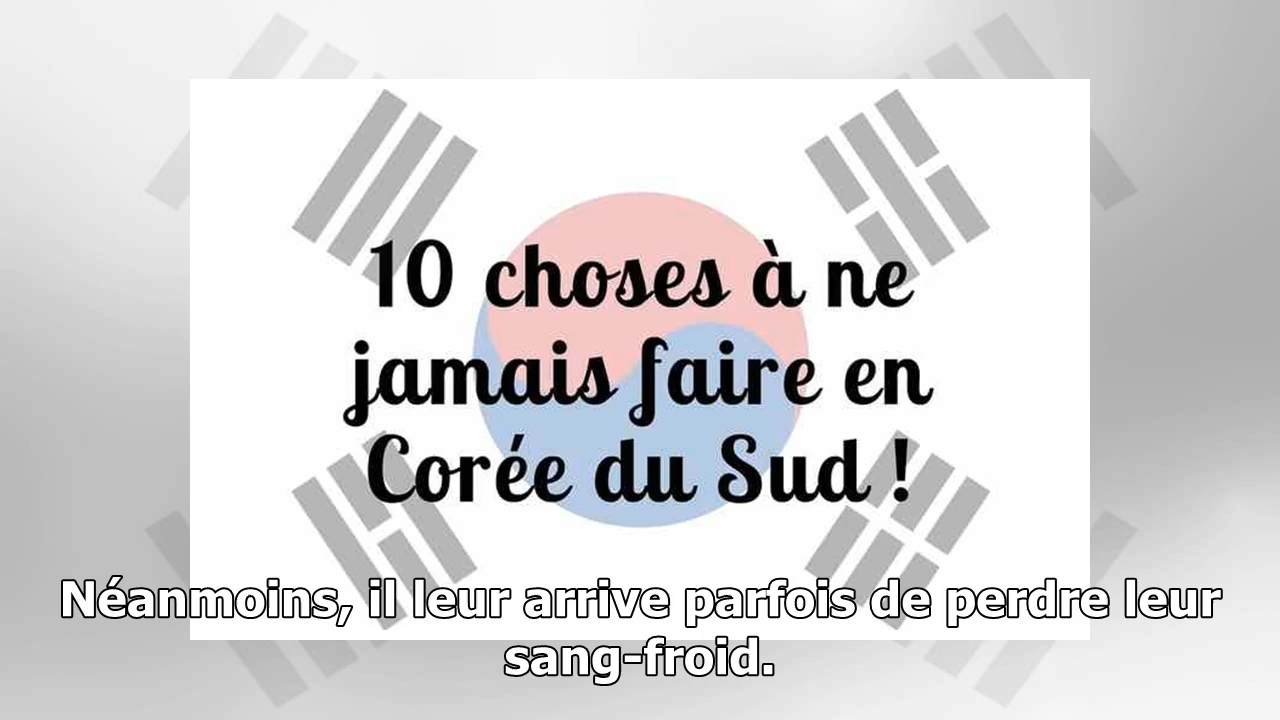 10 choses à ne
jamais faire en
Corée du Sud !
Néanmoins, il leur arrive parfois de perdre leur
sang-froid.